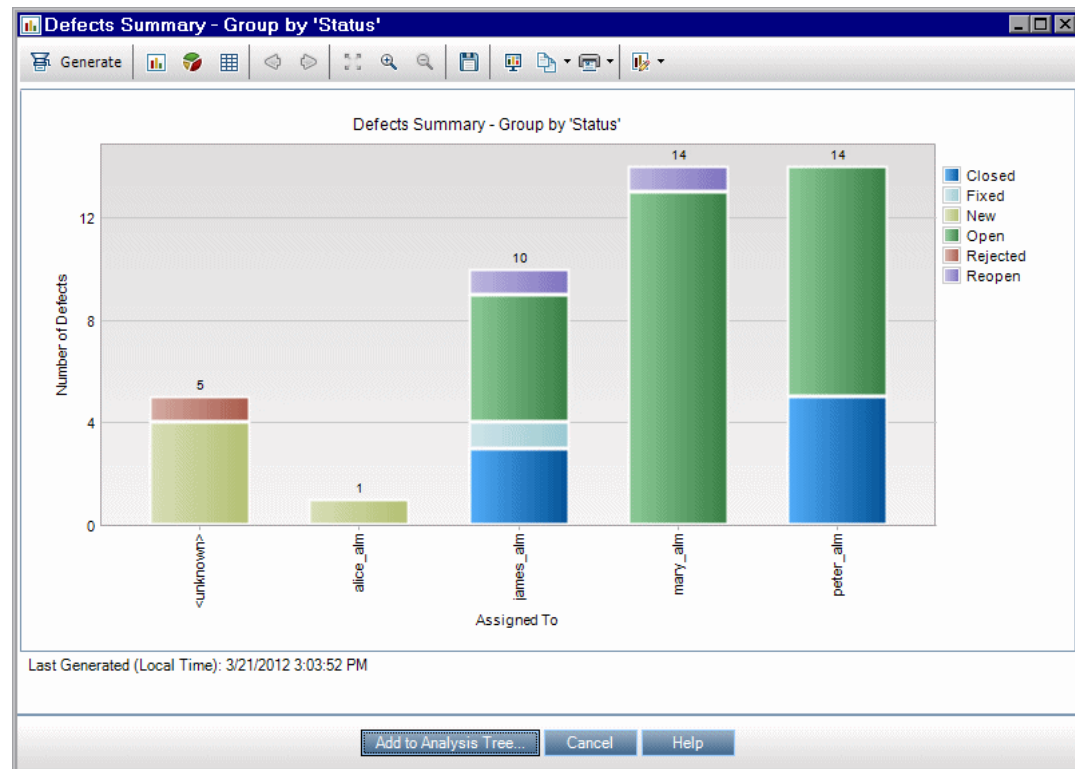 Defects Summary - Group by 'Status'
Generate
Defects Summary - Group by 'Status'
Number of Defects
12
8
4
0
5
1
10
14
14
Closed
Fixed
New
Open
Rejected
Reopen
<unknown>
alice_alm
james_alm
mary_alm
peter_alm
Assigned To
Last Generated (Local Time): 3/21/2012 3:03:52 PM
Add to Analysis Tree...
Cancel
Help